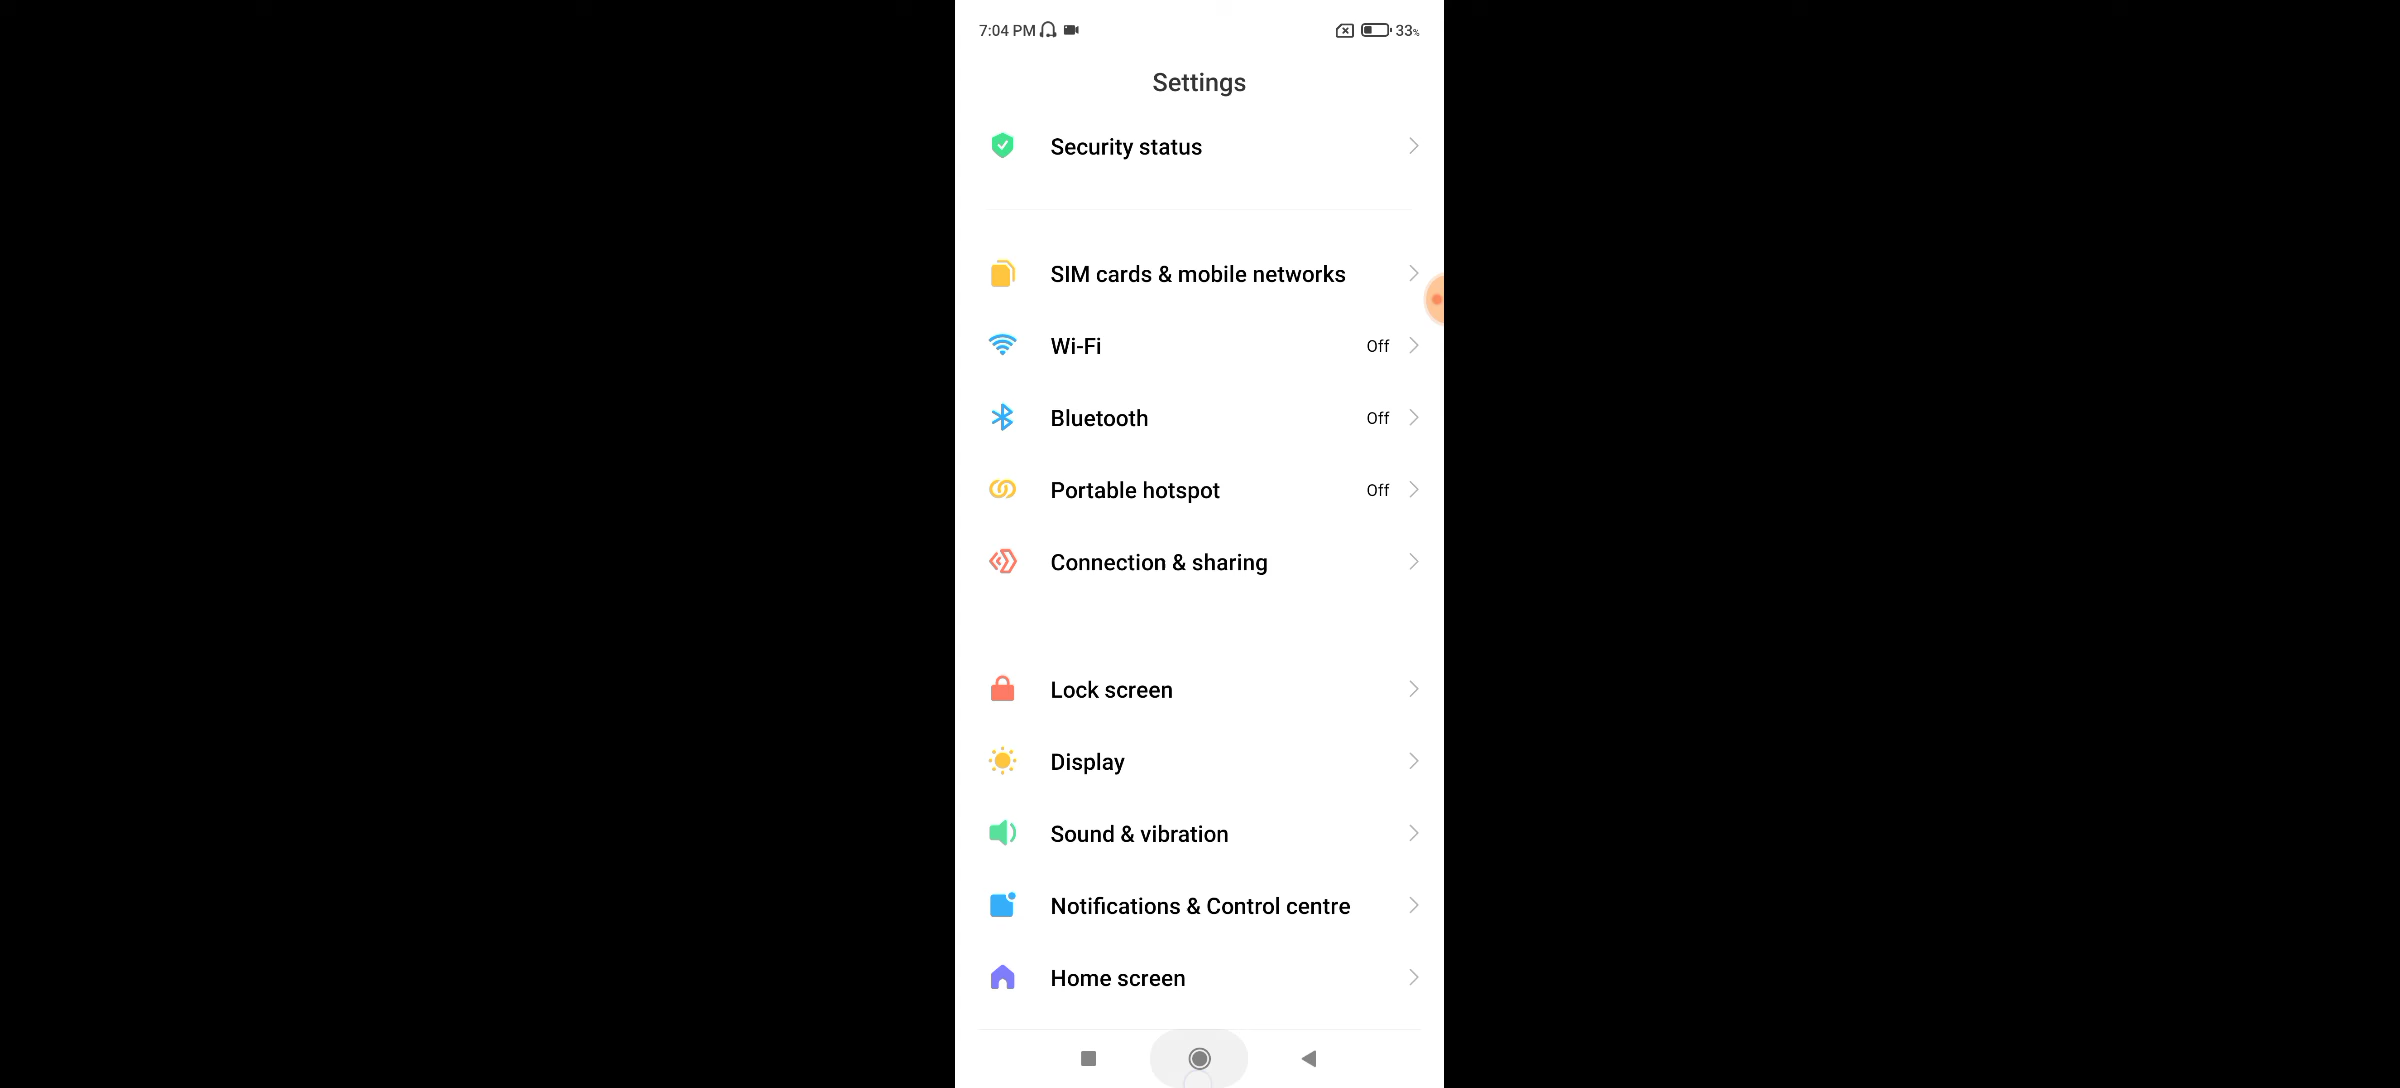 7:04 PM 33%
Settings
Security status
SIM cards & mobile networks
Wi-Fi Off
Bluetooth Off
Portable hotspot Off
Connection & sharing
Lock screen
Display
Sound & vibration
Notifications & Control centre
Home screen